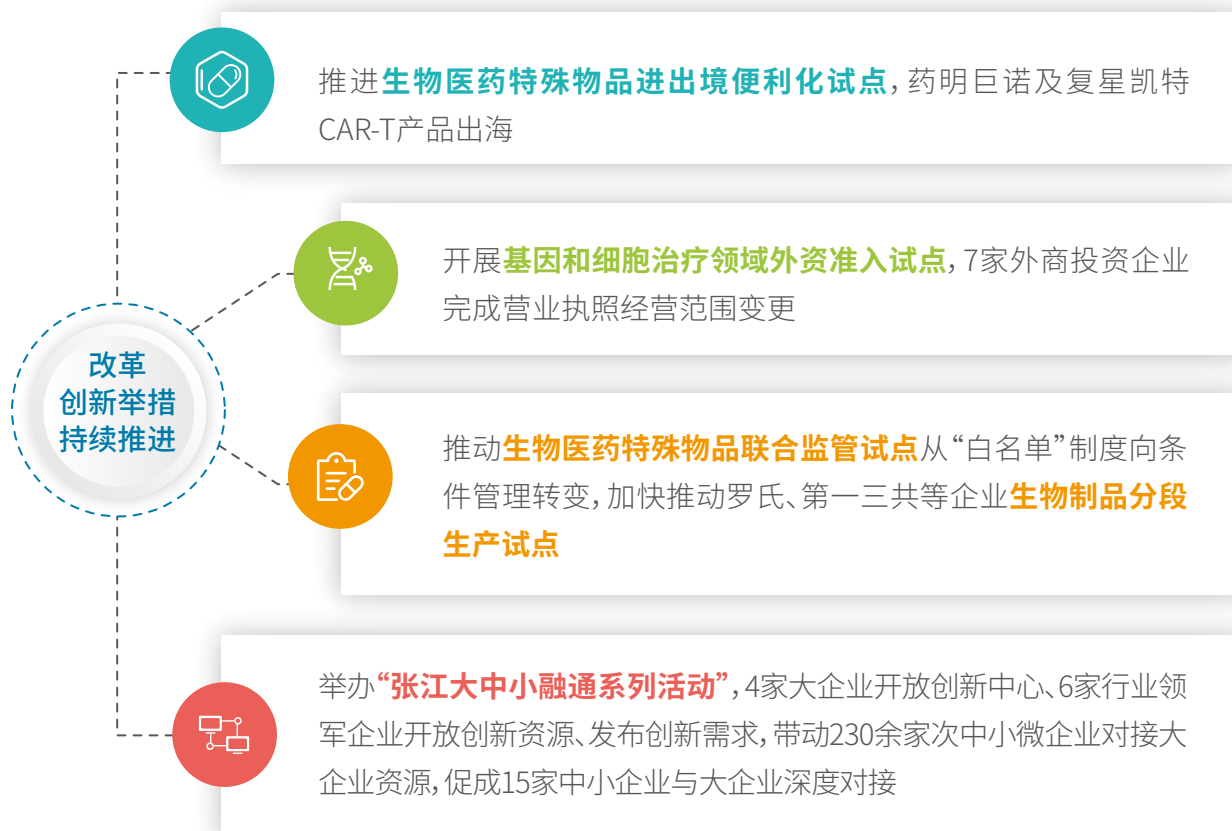 推进生物医药特殊物品进出境便利化试点，药明巨诺及复星凯特
CAR-T产品出海
开展基因和细胞治疗领域外资准入试点，7家外商投资企业
完成营业执照经营范围变更
改革
创新举措
持续推进
推动生物医药特殊物品联合监管试点从“白名单”制度向条
件管理转变，加快推动罗氏、第一三共等企业生物制品分段
生产试点
举办“张江大中小融通系列活动”，4家大企业开放创新中心、6家行业领
军企业开放创新资源、发布创新需求，带动230余家次中小微企业对接大
企业资源，促成15家中小企业与大企业深度对接